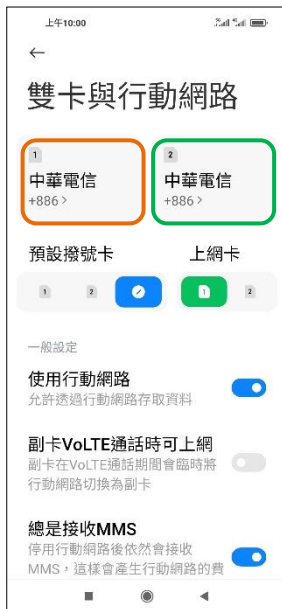 上午10:00
雙卡與行動網路
1
中華電信
+886 >
2
中華電信
+886 >
預設撥號卡
上網卡
1
2
1
2
一般設定
使用行動網路
允許透過行動網路存取資料
副卡VoLTE通話時可上網
副卡在VoLTE通話期間會臨時將
行動網路切換為副卡
總是接收MMS
停用行動網路後依然會接收
MMS，這樣會產生行動網路的費